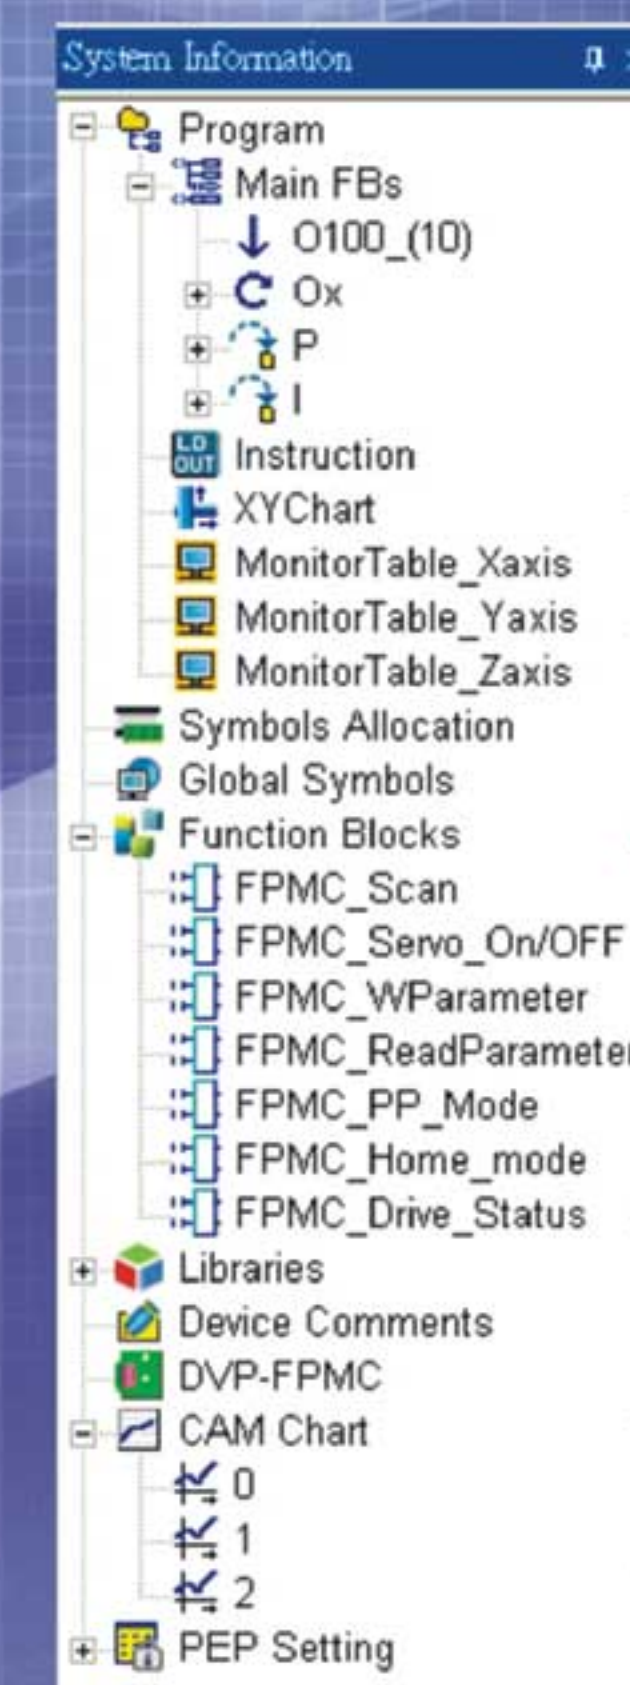 System Information
Program
Main FBs
O100_(10)
Ox
P
I
LD
OUT
Instruction
XYChart
MonitorTable_Xaxis
MonitorTable_Yaxis
MonitorTable_Zaxis
Symbols Allocation
Global Symbols
Function Blocks
FPMC_Scan
FPMC_Servo_On/OFF
FPMC_WParameter
FPMC_ReadParameter
FPMC_PP_Mode
FPMC_Home_mode
FPMC_Drive_Status
Libraries
Device Comments
DVP-FPMC
CAM Chart
0
1
2
PEP Setting